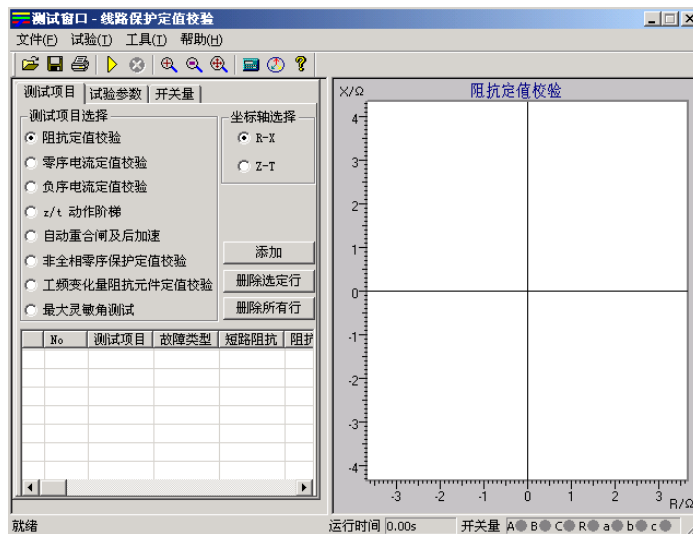 测试窗口 - 线路保护定值校验
文件(F) 试验(T) 工具(T) 帮助(H)
测试项目 试验参数 开关量
测试项目选择
阻抗定值校验
零序电流定值校验
负序电流定值校验
z/t 动作阶梯
自动重合闸及后加速
非全相零序保护定值校验
工频变化量阻抗元件定值校验
最大灵敏角测试
坐标轴选择
R-X
Z-T
添加
删除选定行
删除所有行
No 测试项目 故障类型 短路阻抗 阻抗
X/Ω 阻抗定值校验
4
3
2
1
0
-1
-2
-3
-4
-3 -2 -1 0 1 2 3
R/Ω
就绪 运行时间 0.00s 开关量 A B C R a b c